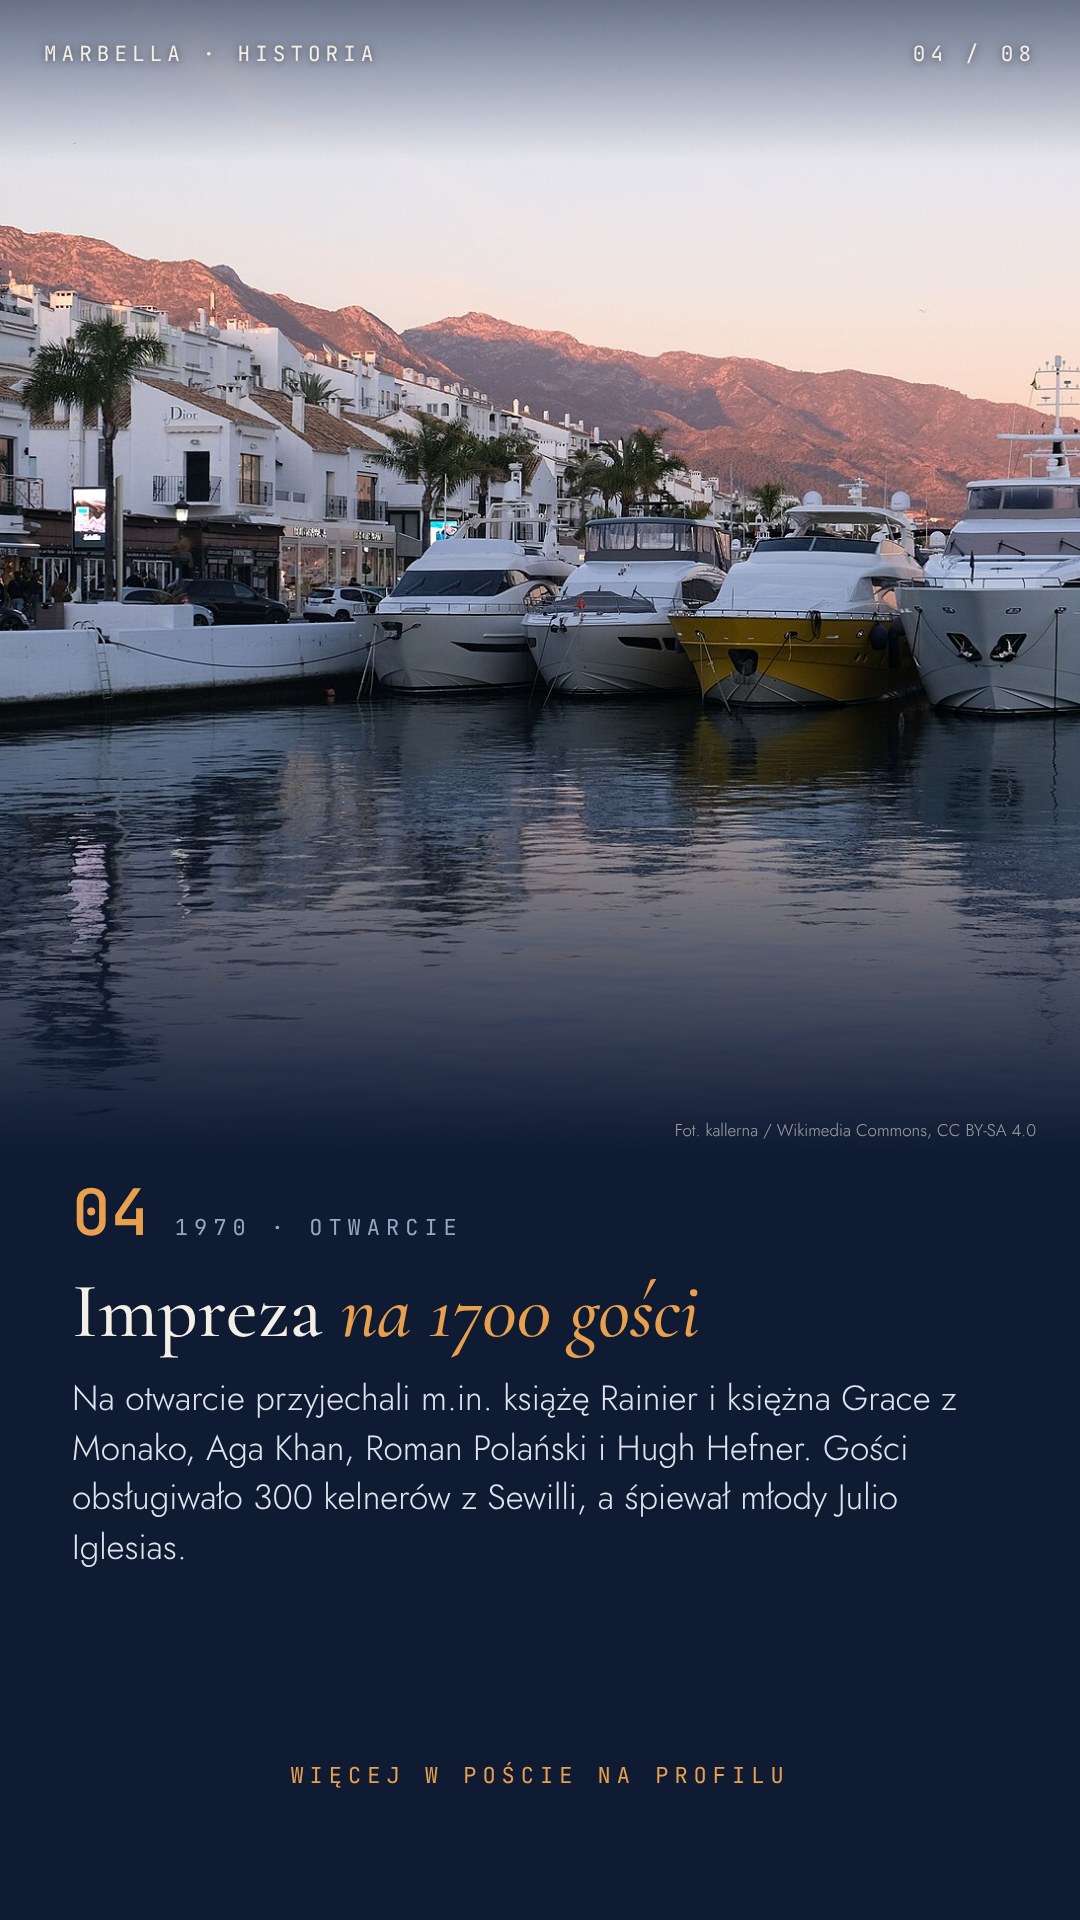 MARBELLA · HISTORIA
04 / 08
Dior
Fot. kallerna / Wikimedia Commons, CC BY-SA 4.0
04 1970 · OTWARCIE
Impreza na 1700 gości
Na otwarcie przyjechali m.in. książę Rainier i księżna Grace z
Monako, Aga Khan, Roman Polański i Hugh Hefner. Gości
obsługiwało 300 kelnerów z Sewilli, a śpiewał młody Julio
Iglesias.
WIĘCEJ W POŚCIE NA PROFILU